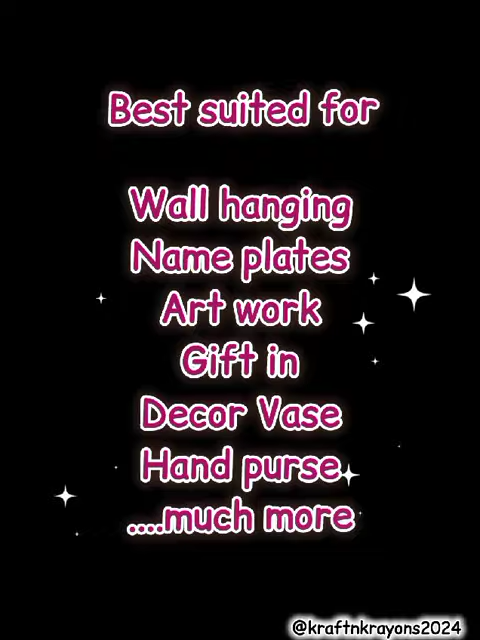 Best suited for
Wall hanging
Name plates
Art work
Gift in
Decor Vase
Hand purse
....much more
@kraftnkrayons2024